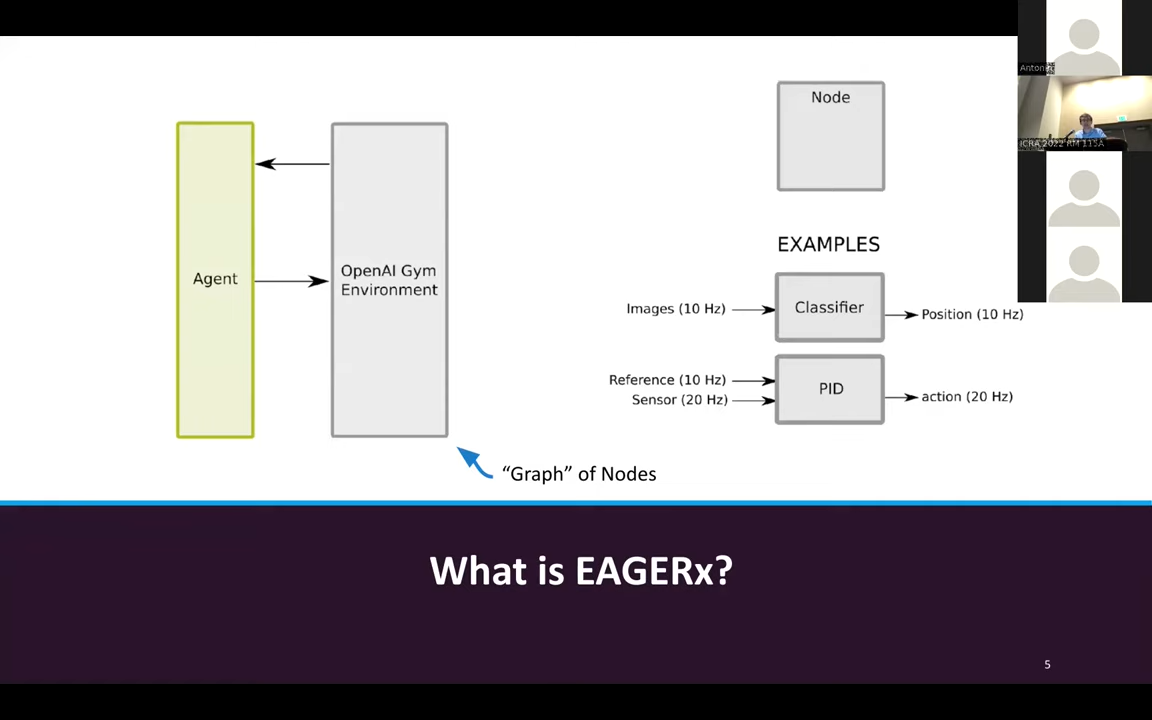 Agent
OpenAI Gym
Environment
"Graph" of Nodes
Node
EXAMPLES
Images (10 Hz)
Classifier
Position (10 Hz)
Reference (10 Hz)
Sensor (20 Hz)
PID
action (20 Hz)
What is EAGERx?
5
ICRA 2022 RM 115A